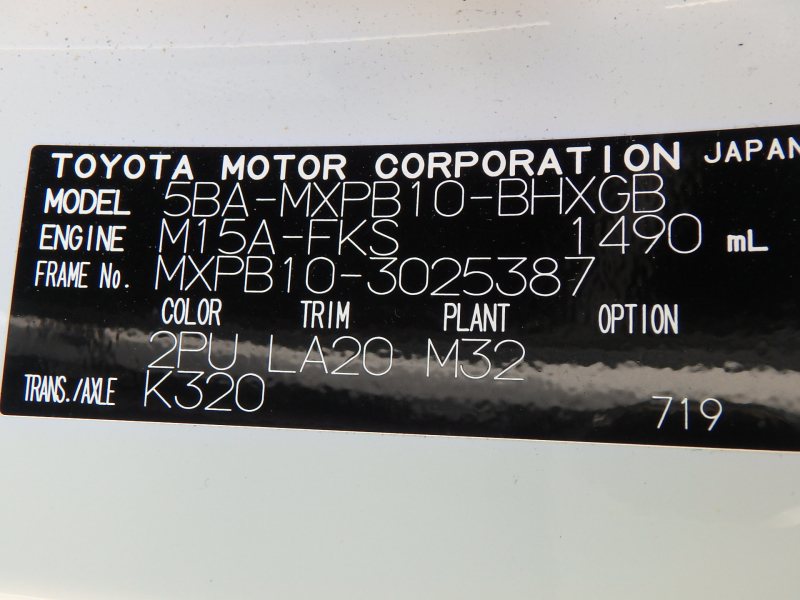 TOYOTA MOTOR CORPORATION JAPAN
MODEL 5BA-MXPB10-BHXGB
ENGINE M15A-FKS 1490 mL
FRAME No. MXPB10-3025387
COLOR TRIM PLANT OPTION
2PU LA20 M32
TRANS./AXLE K320
719